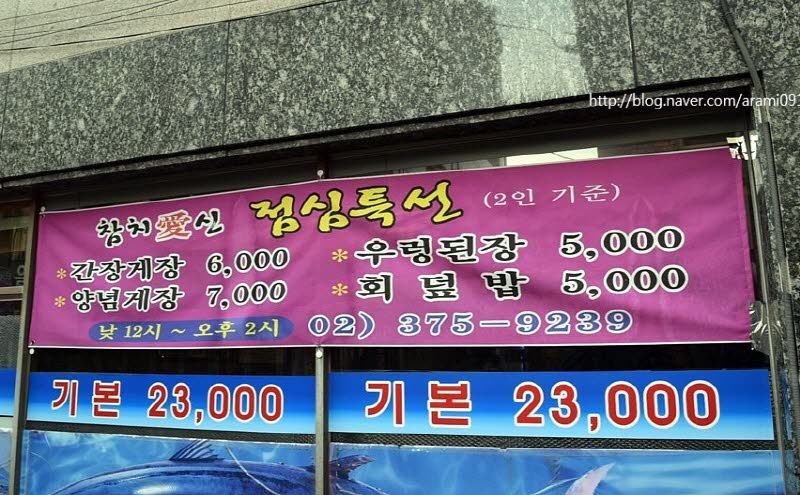 http://blog.naver.com/arami091
참치愛신 점심특선 (2인 기준)
*간장게장 6,000 *우렁된장 5,000
*양념게장 7,000 *회덮밥 5,000
낮 12시 ~ 오후 2시 02) 375-9239
기본 23,000 기본 23,000